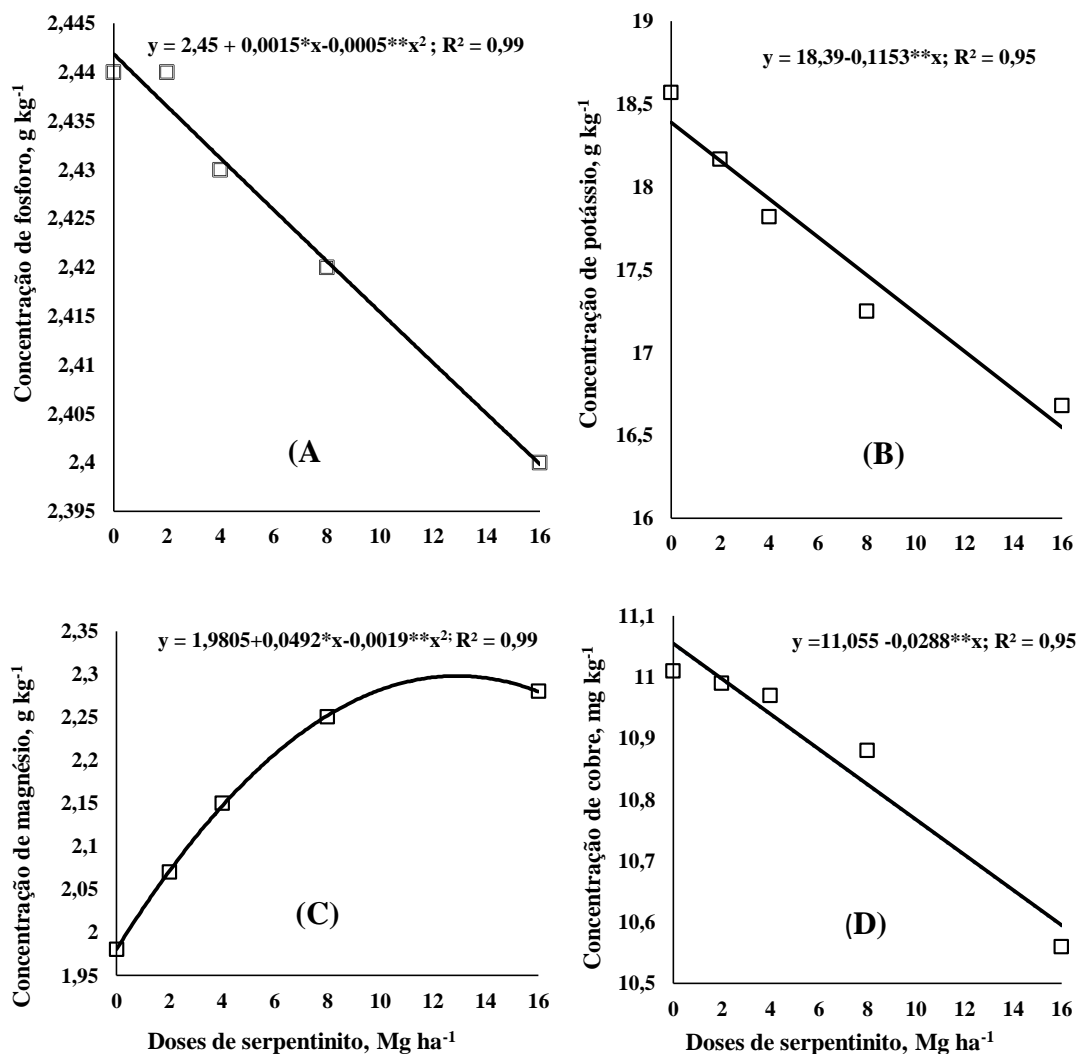 y = 2,45 + 0,0015*x-0,0005**x² ; R² = 0,99
Concentração de fosforo, g kg⁻¹
2,445
2,44
2,435
2,43
2,425
2,42
2,415
2,41
2,405
2,4
2,395
(A
0 2 4 6 8 10 12 14 16
y = 18,39-0,1153**x; R² = 0,95
Concentração de potássio, g kg⁻¹
19
18,5
18
17,5
17
16,5
16
(B)
0 2 4 6 8 10 12 14 16
y = 1,9805+0,0492*x-0,0019**x²; R² = 0,99
Concentração de magnésio, g kg⁻¹
2,35
2,3
2,25
2,2
2,15
2,1
2,05
2
1,95
(C)
0 2 4 6 8 10 12 14 16
Doses de serpentinito, Mg ha⁻¹
y =11,055 -0,0288**x; R² = 0,95
Concentração de cobre, mg kg⁻¹
11,1
11
10,9
10,8
10,7
10,6
10,5
(D)
0 2 4 6 8 10 12 14 16
Doses de serpentinito, Mg ha⁻¹